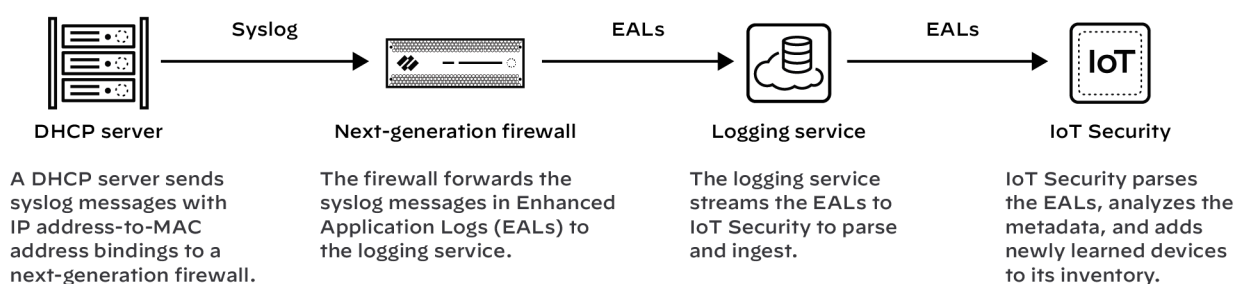 Syslog
EALs
EALs
IoT
DHCP server
Next-generation firewall
Logging service
IoT Security
A DHCP server sends
syslog messages with
IP address-to-MAC
address bindings to a
next-generation firewall.
The firewall forwards the
syslog messages in Enhanced
Application Logs (EALs) to
the logging service.
The logging service
streams the EALs to
IoT Security to parse
and ingest.
IoT Security parses
the EALs, analyzes the
metadata, and adds
newly learned devices
to its inventory.